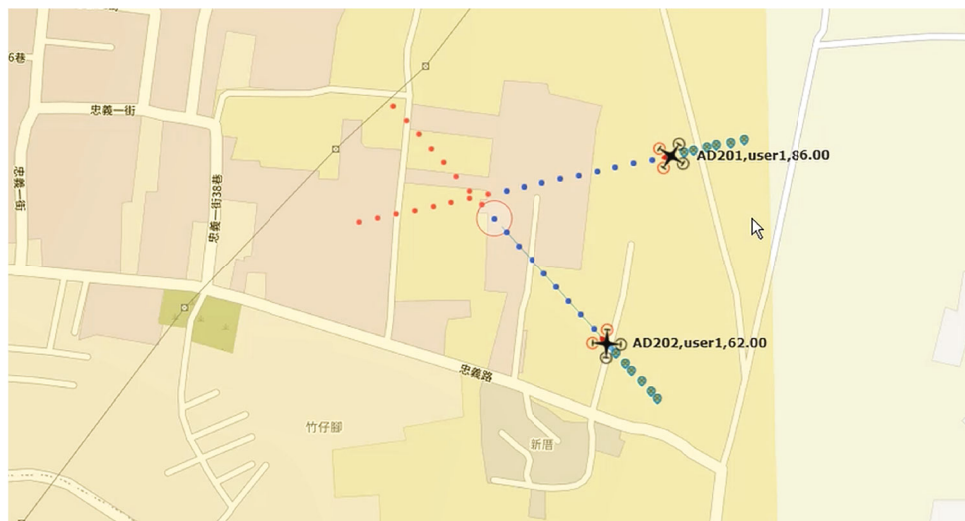 6巷
忠義一街
忠義一街
忠義一街38巷
AD201,user1,86.00
AD202,user1,62.00
忠義路
竹仔腳
新厝